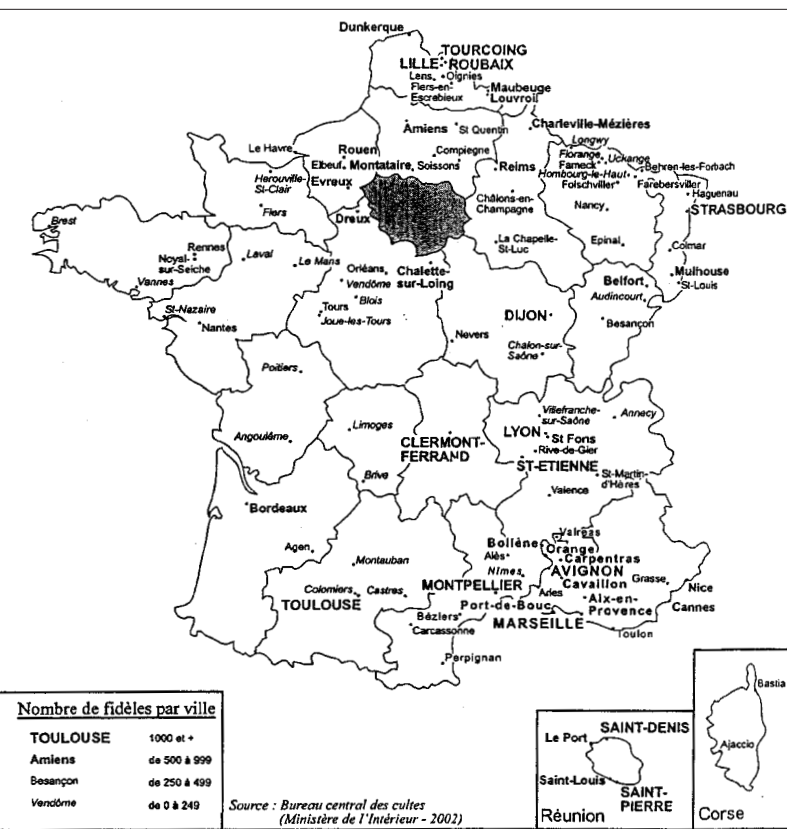 Dunkerque
TOURCOING
LILLE ROUBAIX
Lens Oignies
Flers-en-
Escrabieux
Maubeuge
Louvroil
Amiens
St Quentin
Charleville-Mézières
Longwy
Le Havre
Rouen
Compiegne
Elbeuf Montataire Soissons
Reims
Florange Uckange
Fameck
Behren-les-Forbach
Hombourg-le-Haut
Farebersviller
Folschviller
Herouville-
St-Clair
Evreux
Haguenau
Flers
Dreux
Châlons-en-
Champagne
Nancy
STRASBOURG
Brest
Rennes
Noyal-
sur-Seiche
Laval
Le Mans
La Chapelle-
St-Luc
Epinal
Colmar
Vannes
Orléans
Chalette-
sur-Loing
Vendôme
Blois
Belfort
Mulhouse
St-Louis
Audincourt
St-Nazaire
Nantes
Tours
Joue-les-Tours
DIJON
Besançon
Nevers
Chalon-sur-
Saône
Poitiers
Angoulême
Limoges
CLERMONT-
FERRAND
Villefranche-
sur-Saône
Annecy
LYON
St Fons
Rive-de-Gier
ST-ETIENNE
Brive
St-Martin-
d'Hères
Valence
Bordeaux
Agen
Montauban
Bollène
Valréas
Orange
Alès
Carpentras
Nimes
AVIGNON
Colomiers Castres
MONTPELLIER
Cavaillon
Grasse
Nice
TOULOUSE
Arles
Aix-en-
Provence
Cannes
Port-de-Bouc
Béziers
MARSEILLE
Carcassonne
Toulon
Perpignan
Nombre de fidèles par ville
TOULOUSE 1000 et +
Amiens de 500 à 999
Besançon de 250 à 499
Vendôme de 0 à 249
Source : Bureau central des cultes
(Ministère de l'Intérieur - 2002)
SAINT-DENIS
Le Port
Saint-Louis
SAINT-
PIERRE
Réunion
Bastia
Ajaccio
Corse